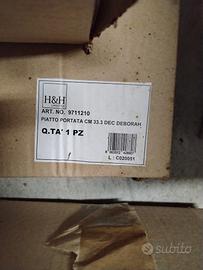 H&H
ART. NO. 9711210
PIATTO PORTATA CM 33.3 DEC DEBORAH
Q.TA' 1 PZ
L : C020051
subito